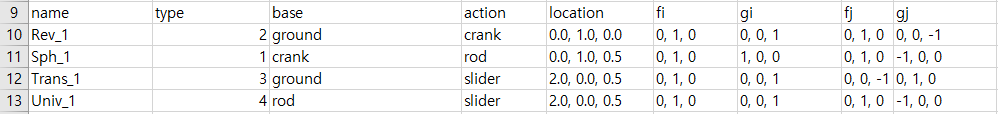 9 name type base action location fi gi fj gj
10 Rev_1 2 ground crank 0.0, 1.0, 0.0 0, 1, 0 0, 0, 1 0, 1, 0 0, 0, -1
11 Sph_1 1 crank rod 0.0, 1.0, 0.5 0, 1, 0 1, 0, 0 0, 1, 0 -1, 0, 0
12 Trans_1 3 ground slider 2.0, 0.0, 0.5 0, 1, 0 0, 0, 1 0, 0, -1 0, 1, 0
13 Univ_1 4 rod slider 2.0, 0.0, 0.5 0, 1, 0 0, 0, 1 0, 1, 0 -1, 0, 0